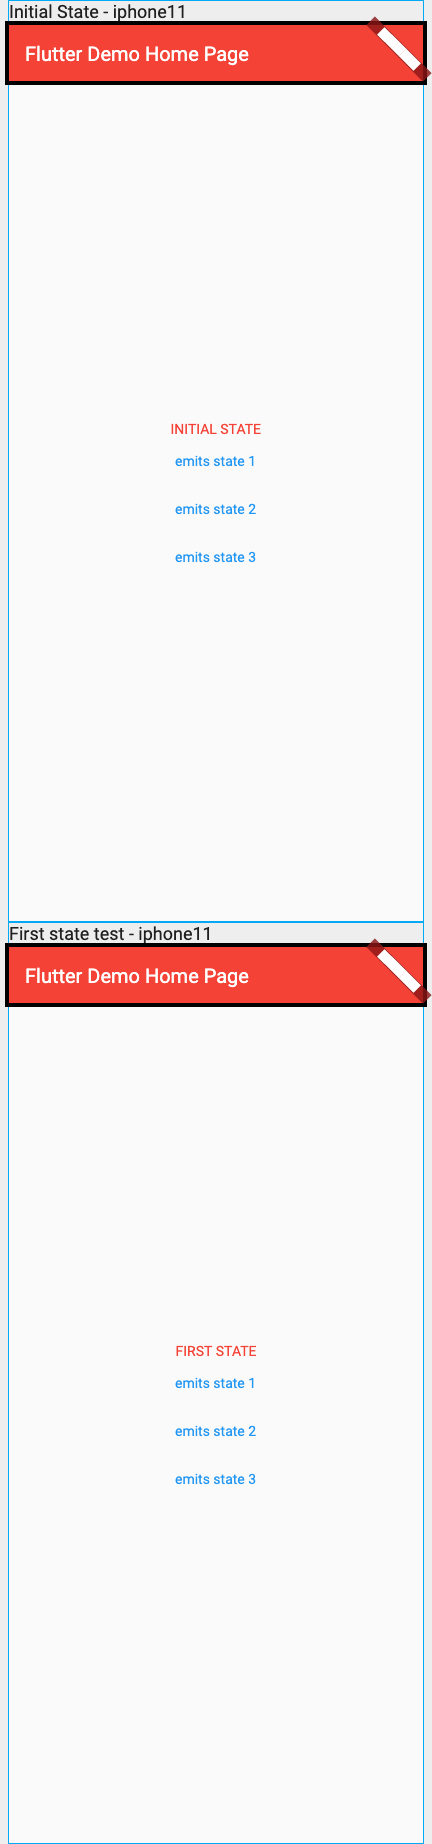 Initial State - iphone11
Flutter Demo Home Page
INITIAL STATE
emits state 1
emits state 2
emits state 3
First state test - iphone11
Flutter Demo Home Page
FIRST STATE
emits state 1
emits state 2
emits state 3